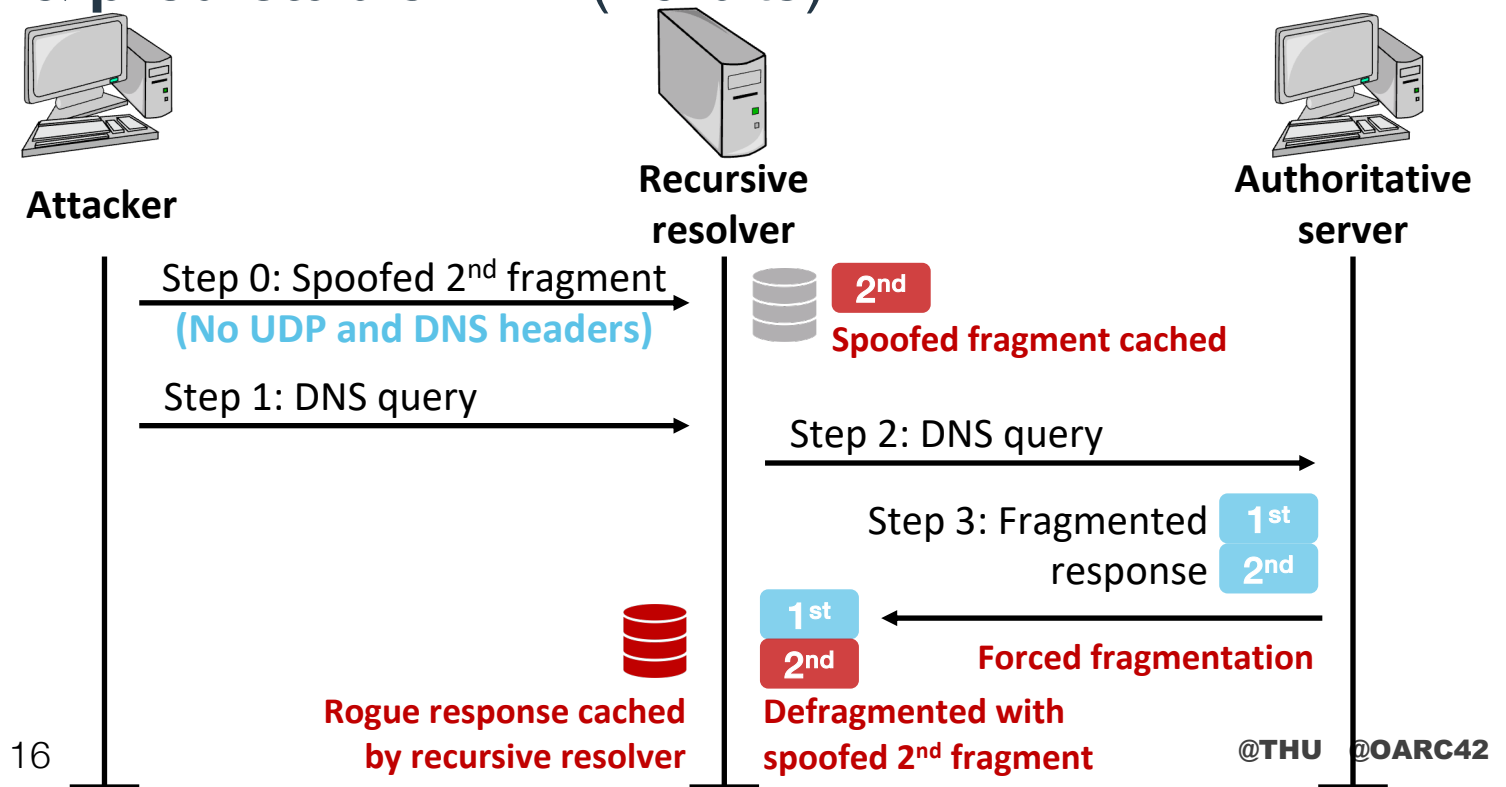 Attacker
Recursive
resolver
Authoritative
server
Step 0: Spoofed 2nd fragment
(No UDP and DNS headers)
2nd
Spoofed fragment cached
Step 1: DNS query
Step 2: DNS query
Step 3: Fragmented
response
1st
2nd
1st
2nd
Forced fragmentation
Rogue response cached
by recursive resolver
Defragmented with
spoofed 2nd fragment
16
@THU @OARC42